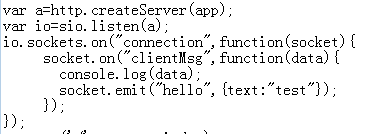 var a=http.createServer(app);
var io=sio.listen(a);
io.sockets.on("connection",function(socket){
socket.on("clientMsg",function(data){
console.log(data);
socket.emit("hello",{text:"test"});
});
});